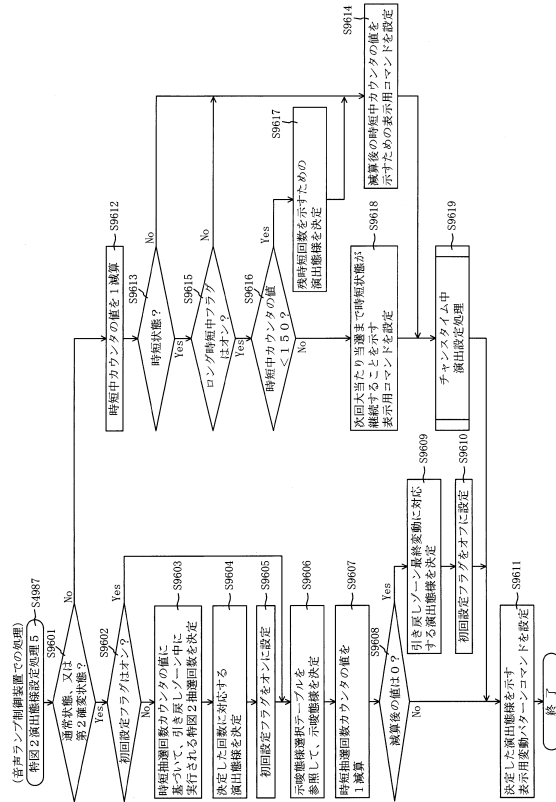 (音声ランプ制御装置での処理)
特図2演出態様設定処理5
S4987
S9601
通常状態、又は
第2確変状態?
No
Yes
S9602
初回設定フラグはオン?
Yes
No
S9603
時短抽選回数カウンタの値に
基づいて、引き戻しゾーン中に
実行される特図2抽選回数を決定
S9604
決定した回数に対応する
演出態様を決定
S9605
初回設定フラグをオンに設定
S9606
示唆態様選択テーブルを
参照して、示唆態様を決定
S9607
時短抽選回数カウンタの値を
1減算
S9608
減算後の値は0?
Yes
No
S9609
引き戻しゾーン最終変動に対応
する演出態様を決定
S9610
初回設定フラグをオフに設定
S9611
決定した演出態様を示す
表示用変動パターンコマンドを設定
終了
S9612
時短中カウンタの値を1減算
S9613
時短状態?
No
Yes
S9615
ロング時短中フラグ
はオン?
No
Yes
S9616
時短中カウンタの値
<150?
Yes
No
S9617
残時短回数を示すための
演出態様を決定
S9614
減算後の時短中カウンタの値を
示すための表示用コマンドを設定
S9618
次回大当たり当選まで時短状態が
継続することを示す
表示用コマンドを設定
S9619
チャンスタイム中
演出設定処理